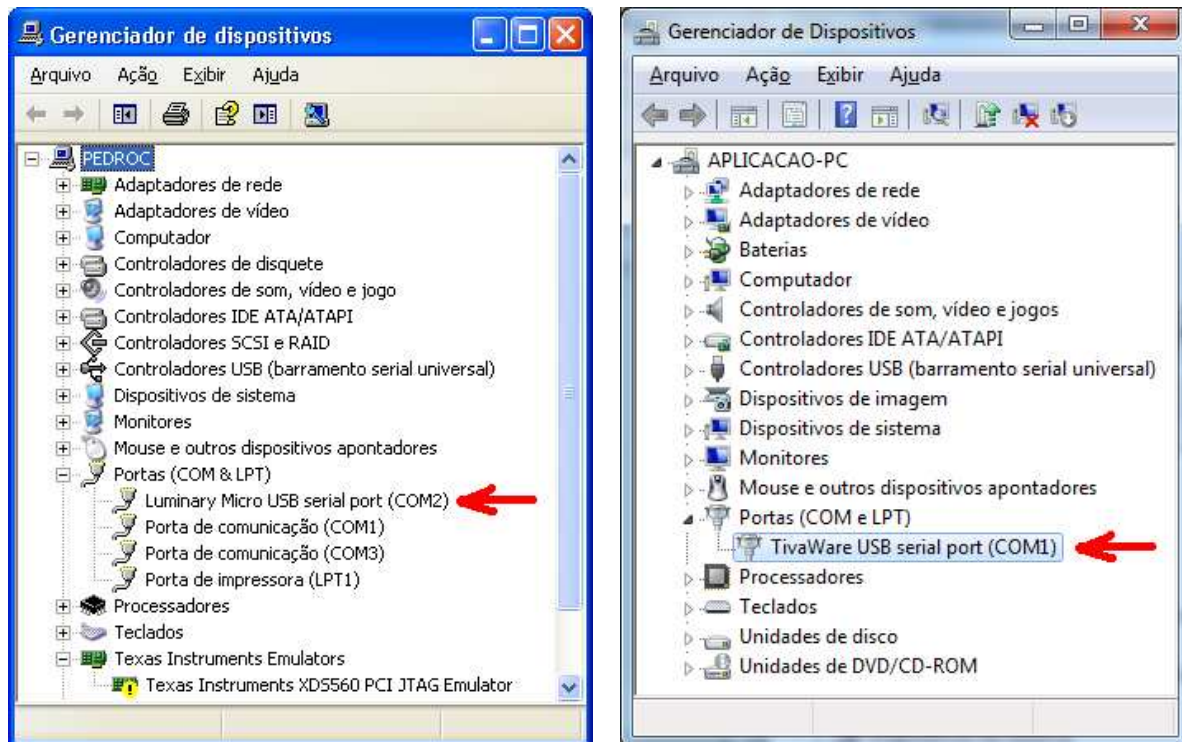 Gerenciador de dispositivos
Arquivo Ação Exibir Ajuda
PEDROC
Adaptadores de rede
Adaptadores de vídeo
Computador
Controladores de disquete
Controladores de som, vídeo e jogo
Controladores IDE ATA/ATAPI
Controladores SCSI e RAID
Controladores USB (barramento serial universal)
Dispositivos de sistema
Monitores
Mouse e outros dispositivos apontadores
Portas (COM & LPT)
Luminary Micro USB serial port (COM2)
Porta de comunicação (COM1)
Porta de comunicação (COM3)
Porta de impressora (LPT1)
Processadores
Teclados
Texas Instruments Emulators
Texas Instruments XDS560 PCI JTAG Emulator
Gerenciador de Dispositivos
Arquivo Ação Exibir Ajuda
APLICACAO-PC
Adaptadores de rede
Adaptadores de vídeo
Baterias
Computador
Controladores de som, vídeo e jogos
Controladores IDE ATA/ATAPI
Controladores USB (barramento serial universal)
Dispositivos de imagem
Dispositivos de sistema
Monitores
Mouse e outros dispositivos apontadores
Portas (COM e LPT)
TivaWare USB serial port (COM1)
Processadores
Teclados
Unidades de disco
Unidades de DVD/CD-ROM